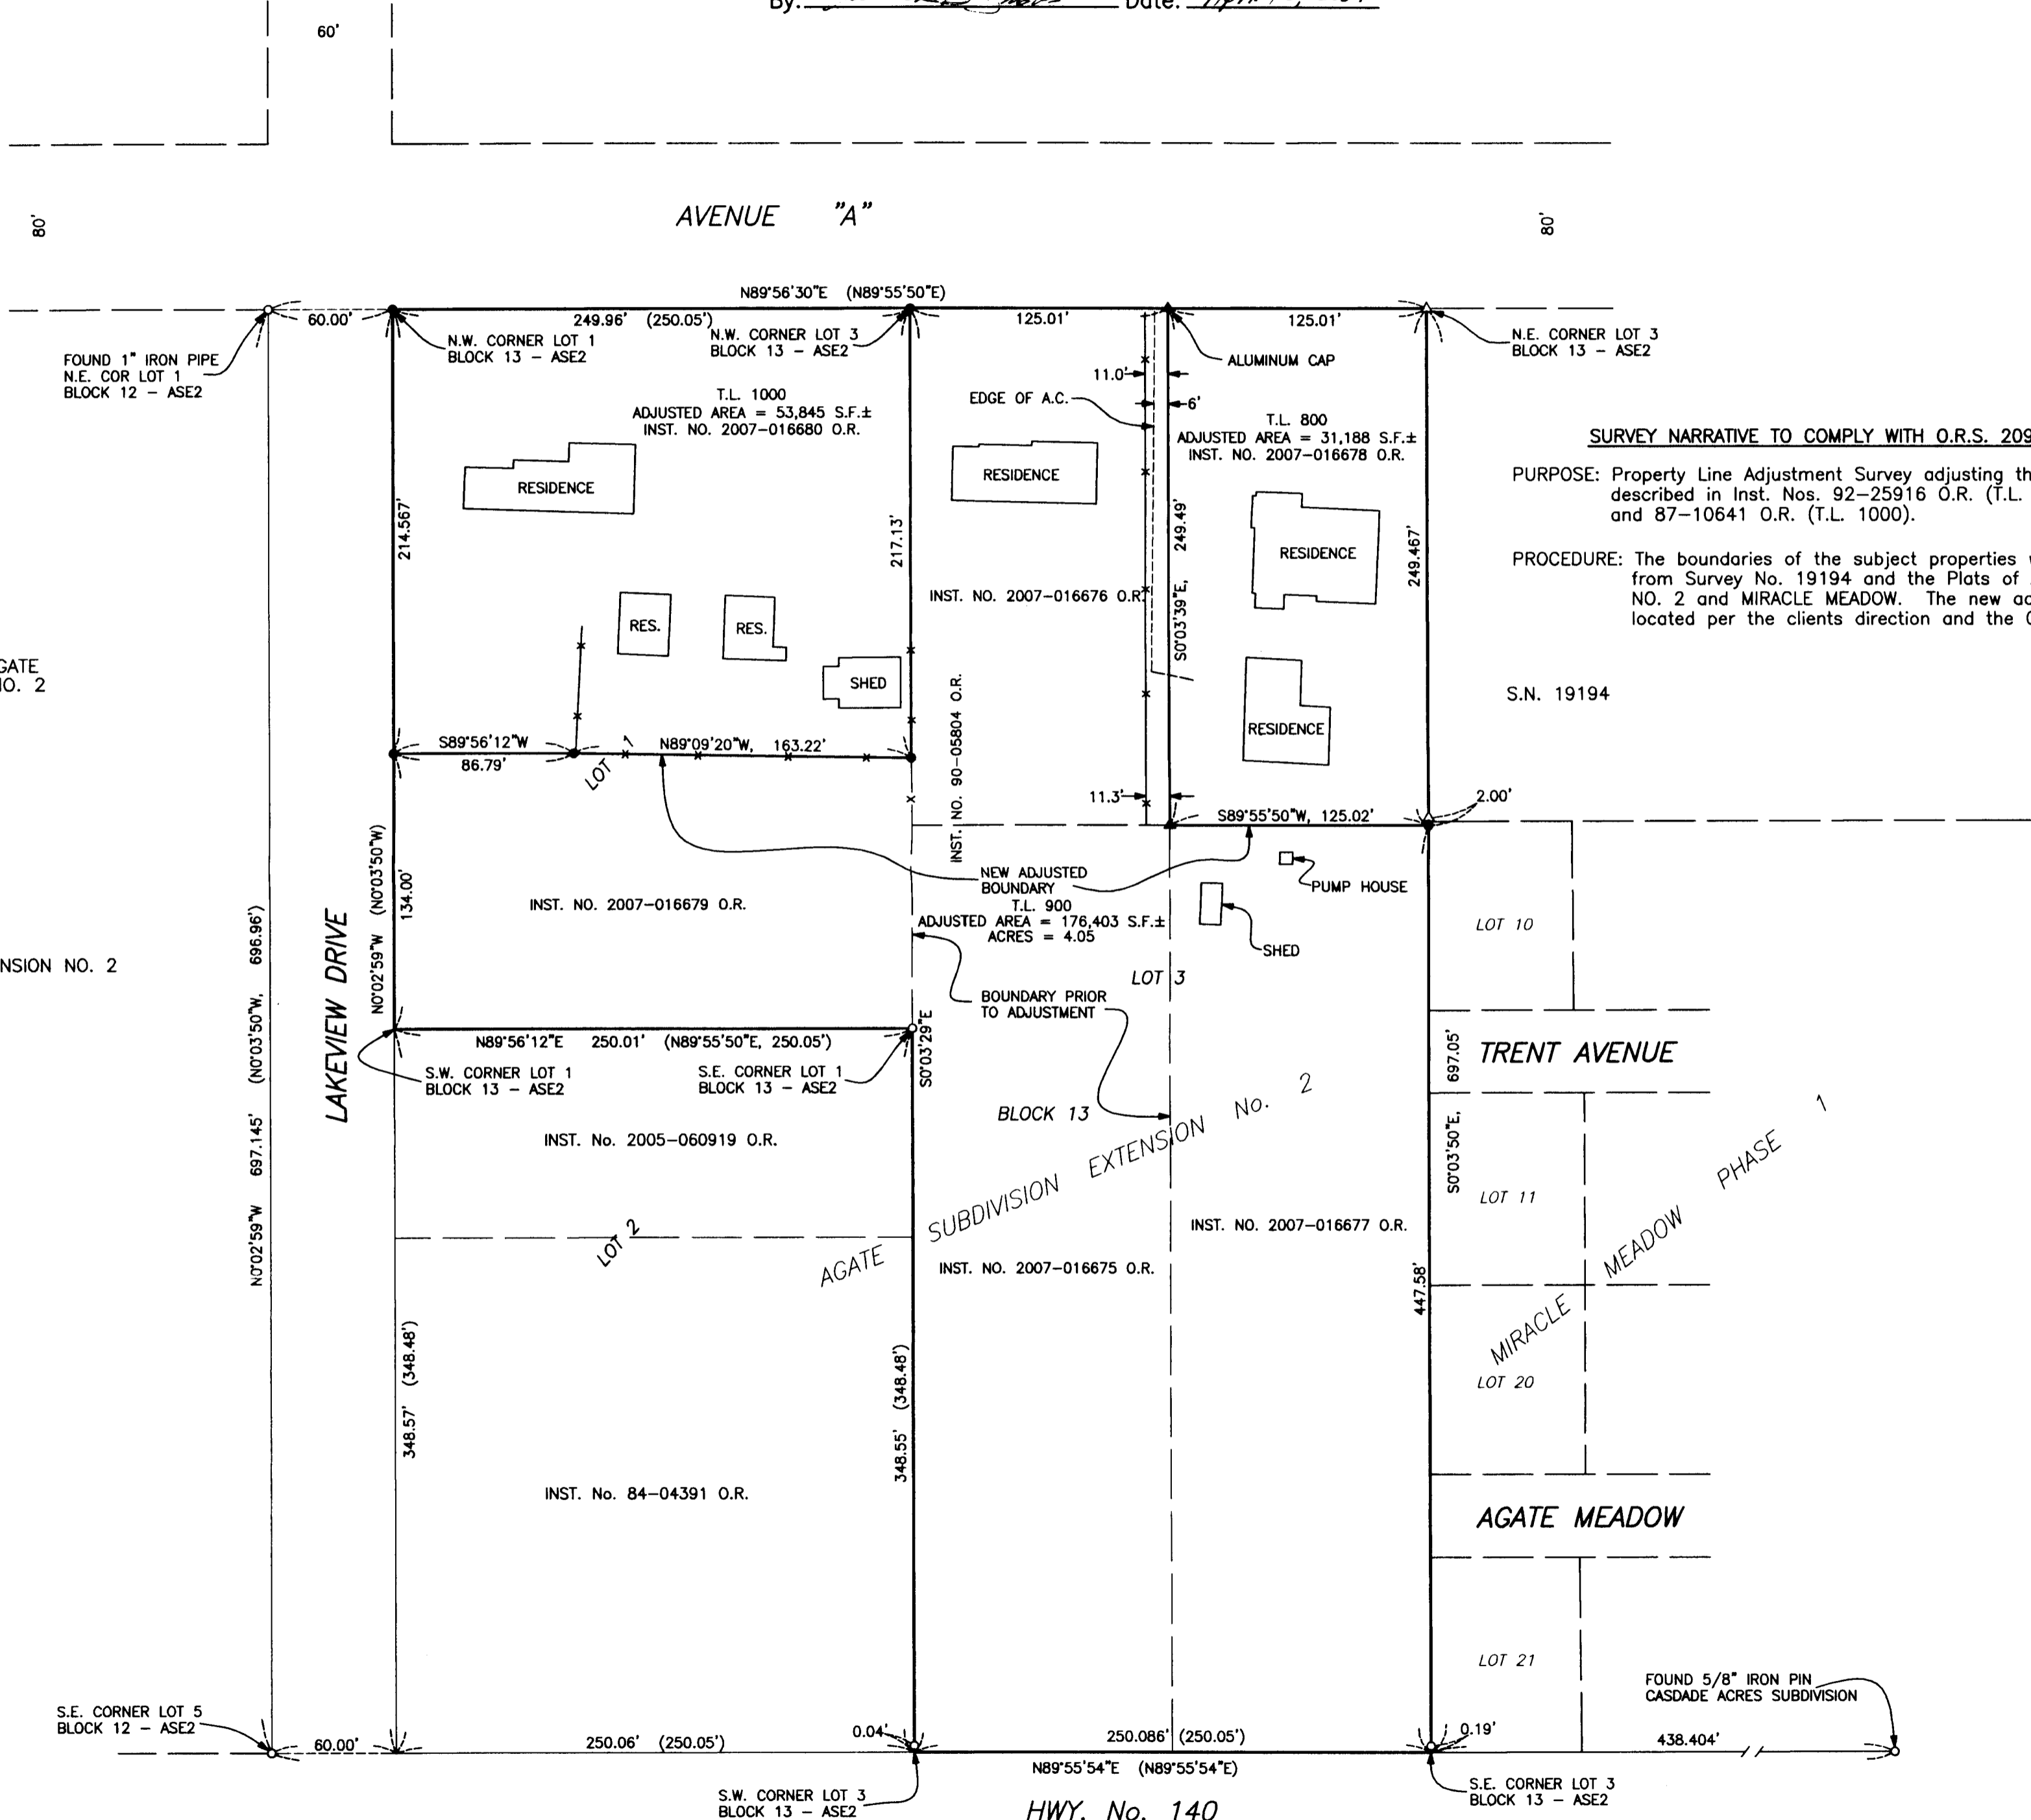 By: Date:
60'
80'
AVENUE "A"
80'
N89°56'30"E (N89°55'50"E)
60.00'
249.96' (250.05')
125.01'
125.01'
FOUND 1" IRON PIPE
N.E. COR LOT 1
BLOCK 12 – ASE2
N.W. CORNER LOT 1
BLOCK 13 – ASE2
N.W. CORNER LOT 3
BLOCK 13 – ASE2
ALUMINUM CAP
N.E. CORNER LOT 3
BLOCK 13 – ASE2
T.L. 1000
ADJUSTED AREA = 53,845 S.F.±
INST. NO. 2007–016680 O.R.
11.0'
6'
EDGE OF A.C.
T.L. 800
ADJUSTED AREA = 31,188 S.F.±
INST. NO. 2007–016678 O.R.
SURVEY NARRATIVE TO COMPLY WITH O.R.S. 209
PURPOSE: Property Line Adjustment Survey adjusting th
described in Inst. Nos. 92–25916 O.R. (T.L.
and 87–10641 O.R. (T.L. 1000).
PROCEDURE: The boundaries of the subject properties
from Survey No. 19194 and the Plats of
NO. 2 and MIRACLE MEADOW. The new ad
located per the clients direction and the
S.N. 19194
RESIDENCE
RESIDENCE
RESIDENCE
214.567'
217.13'
S0°03'39"E, 249.49'
249.467'
RES.
RES.
SHED
INST. NO. 2007–016676 O.R.
RESIDENCE
GATE
NO. 2
S89°56'12"W
86.79'
LOT 1
N89°09'20"W, 163.22'
INST. NO. 90–05804 O.R.
11.3'
S89°55'50"W, 125.02'
2.00'
NEW ADJUSTED
BOUNDARY
PUMP HOUSE
SHED
T.L. 900
ADJUSTED AREA = 176,403 S.F.±
ACRES = 4.05
INST. NO. 2007–016679 O.R.
N0°02'59"W (N0°03'50"W)
134.00'
LAKEVIEW DRIVE
N0°02'59"W 697.145' (N0°03'50"W, 696.96')
NSION NO. 2
LOT 3
LOT 10
BOUNDARY PRIOR
TO ADJUSTMENT
N89°56'12"E 250.01' (N89°55'50"E, 250.05')
S.W. CORNER LOT 1
BLOCK 13 – ASE2
S.E. CORNER LOT 1
BLOCK 13 – ASE2
S0°03'29"E
TRENT AVENUE
S0°03'50"E, 697.05'
BLOCK 13
AGATE SUBDIVISION EXTENSION No. 2
INST. No. 2005–060919 O.R.
LOT 2
INST. NO. 2007–016675 O.R.
INST. NO. 2007–016677 O.R.
LOT 11
MIRACLE MEADOW PHASE 1
447.58'
LOT 20
348.57' (348.48')
348.55' (348.48')
INST. No. 84–04391 O.R.
AGATE MEADOW
LOT 21
FOUND 5/8" IRON PIN
CASDADE ACRES SUBDIVISION
S.E. CORNER LOT 5
BLOCK 12 – ASE2
60.00'
250.06' (250.05')
0.04'
250.086' (250.05')
0.19'
438.404'
N89°55'54"E (N89°55'54"E)
S.W. CORNER LOT 3
BLOCK 13 – ASE2
S.E. CORNER LOT 3
BLOCK 13 – ASE2
HWY. No. 140